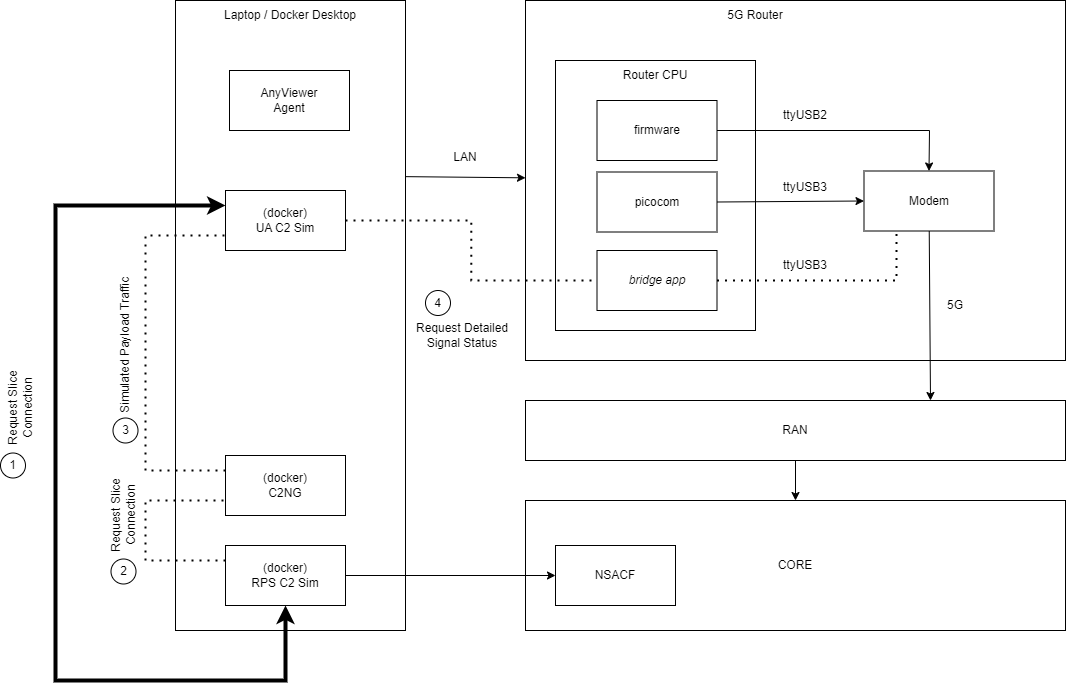 Laptop / Docker Desktop
5G Router
Router CPU
AnyViewer
Agent
firmware
ttyUSB2
LAN
picocom
ttyUSB3
Modem
(docker)
UA C2 Sim
bridge app
ttyUSB3
4
Request Detailed
Signal Status
5G
Simulated Payload Traffic
3
Request Slice
Connection
1
RAN
(docker)
C2NG
Request Slice
Connection
2
(docker)
RPS C2 Sim
NSACF
CORE